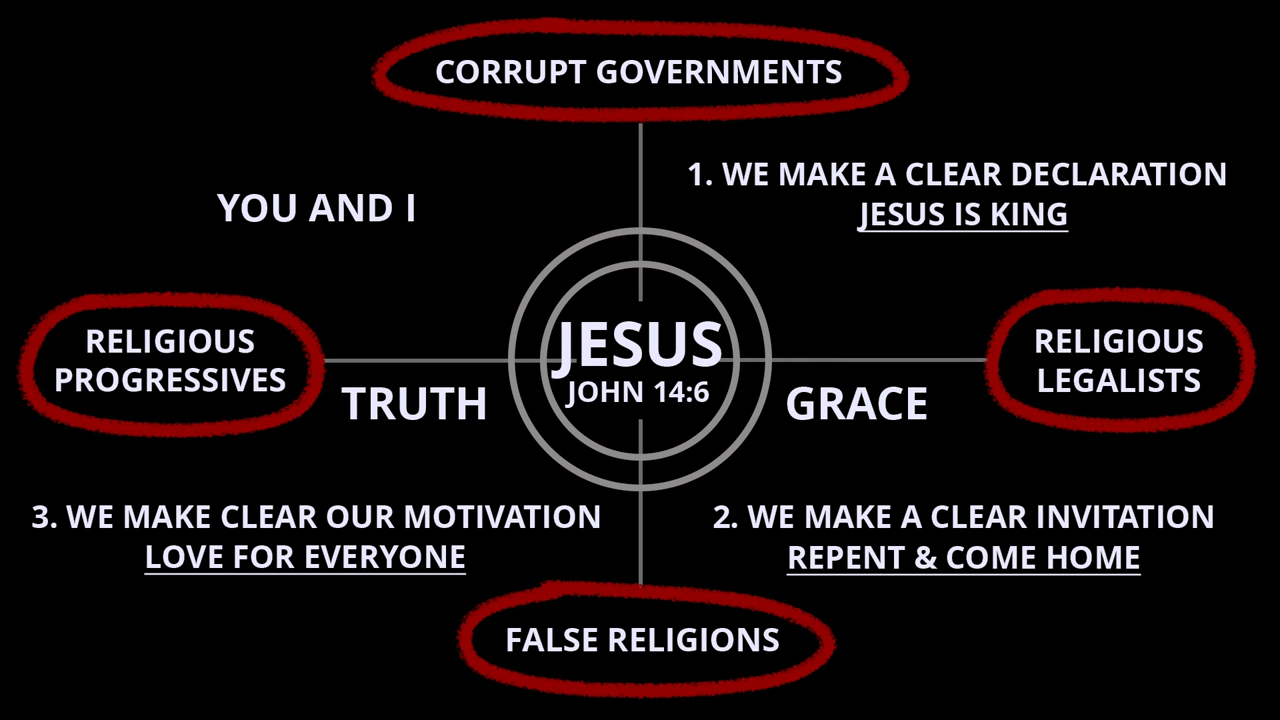 CORRUPT GOVERNMENTS
YOU AND I
1. WE MAKE A CLEAR DECLARATION
JESUS IS KING
RELIGIOUS
PROGRESSIVES
TRUTH
JESUS
JOHN 14:6
GRACE
RELIGIOUS
LEGALISTS
3. WE MAKE CLEAR OUR MOTIVATION
LOVE FOR EVERYONE
2. WE MAKE A CLEAR INVITATION
REPENT & COME HOME
FALSE RELIGIONS